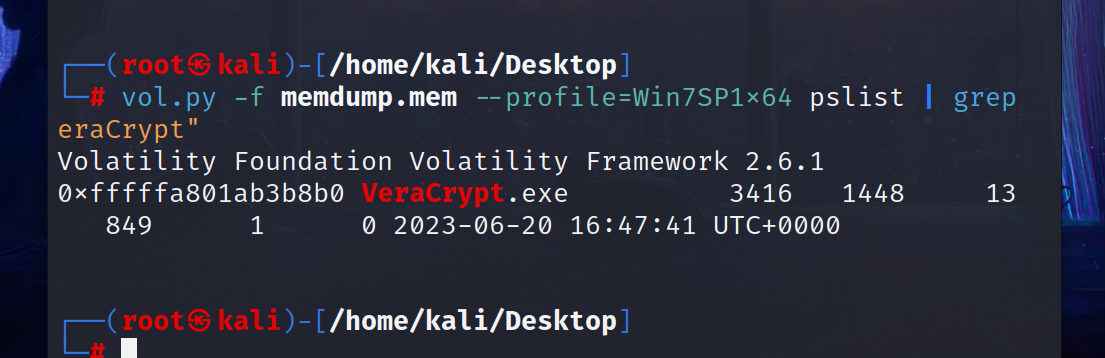 ┌──(root㉿kali)-[/home/kali/Desktop]
└─# vol.py -f memdump.mem --profile=Win7SP1×64 pslist | grep
eraCrypt"
Volatility Foundation Volatility Framework 2.6.1
0×fffffa801ab3b8b0 VeraCrypt.exe 3416 1448 13
849 1 0 2023-06-20 16:47:41 UTC+0000
┌──(root㉿kali)-[/home/kali/Desktop]
└─#